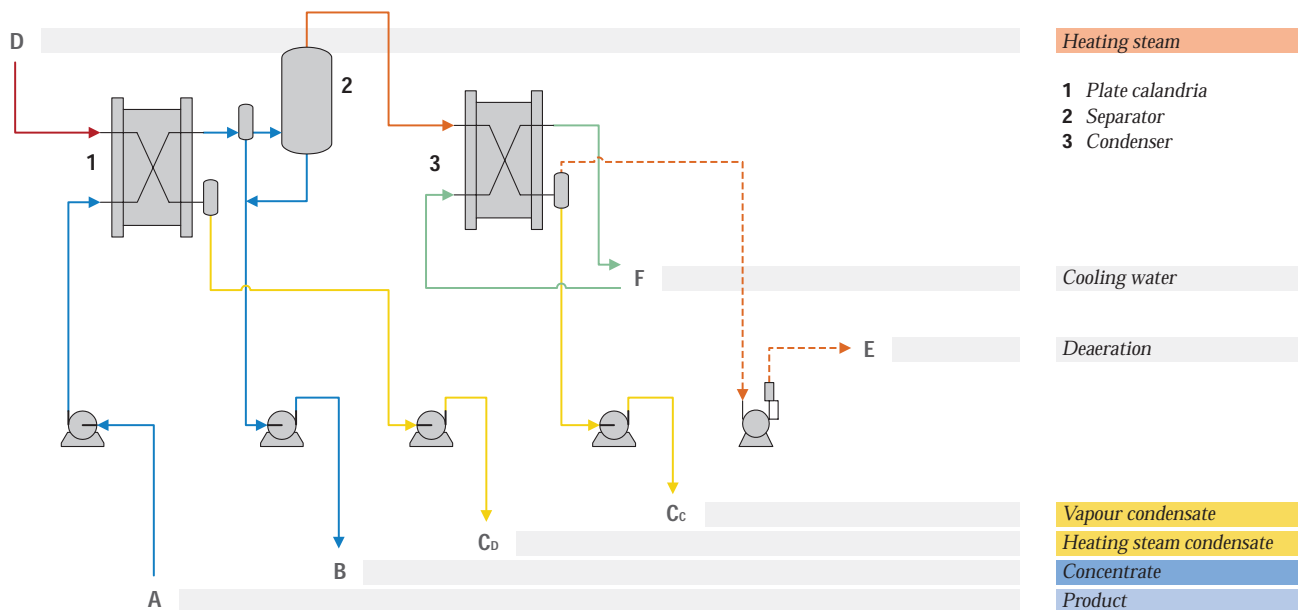 D
Heating steam
1 Plate calandria
2 Separator
3 Condenser
2
1
3
F
Cooling water
E
Deaeration
Cc
Vapour condensate
CD
Heating steam condensate
B
Concentrate
A
Product